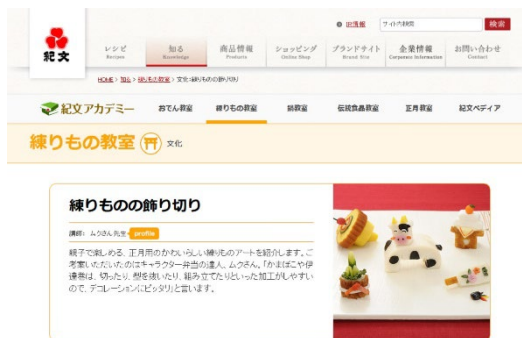 IR情報
サイト内検索
検索
紀文
レシピ
Recipes
知る
Knowledge
商品情報
Products
ショッピング
Online Shop
ブランドサイト
Brand Site
企業情報
Corporate Information
お問い合わせ
Contact
HOME > 知る > 練りもの教室 > 文化:練りものの飾り切り
紀文アカデミー
おでん教室
練りもの教室
鍋教室
伝統食品教室
正月教室
紀文ペディア
練りもの教室 文化
練りものの飾り切り
講師: ムクさん先生 profile
親子で楽しめる、正月用のかわいらしい練りものアートを紹介します。ご
考案いただいたのはキャラクター弁当の達人、ムクさん。「かまぼこや伊
達巻は、切ったり、型を抜いたり、組み立てたりといった加工がしやすい
ので、デコレーションにピッタリ」と言います。